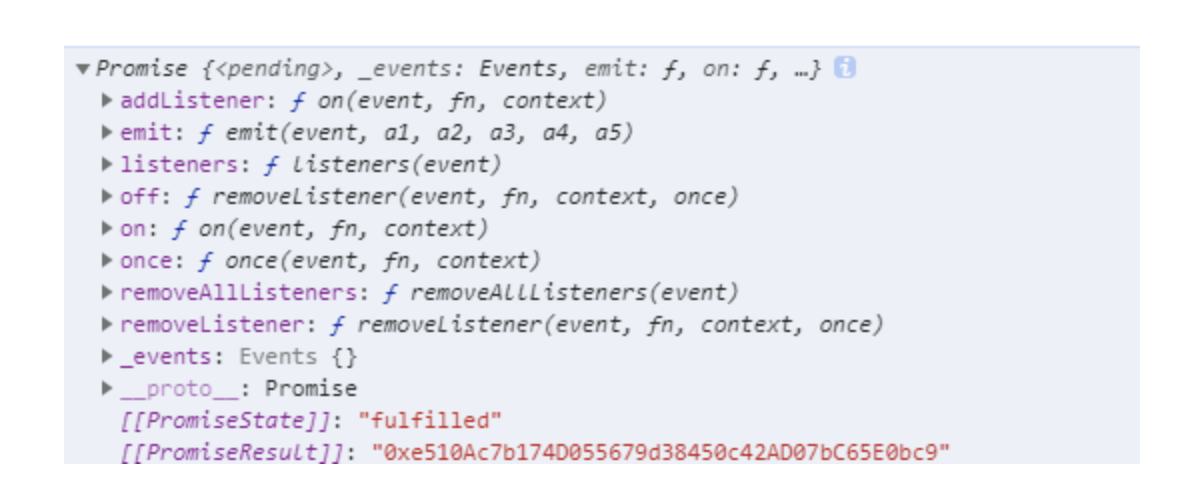 ▼Promise {<pending>, _events: Events, emit: ƒ, on: ƒ, …} i
▶addListener: ƒ on(event, fn, context)
▶emit: ƒ emit(event, a1, a2, a3, a4, a5)
▶listeners: ƒ listeners(event)
▶off: ƒ removeListener(event, fn, context, once)
▶on: ƒ on(event, fn, context)
▶once: ƒ once(event, fn, context)
▶removeAllListeners: ƒ removeAllListeners(event)
▶removeListener: ƒ removeListener(event, fn, context, once)
▶_events: Events {}
▶__proto__: Promise
[[PromiseState]]: "fulfilled"
[[PromiseResult]]: "0xe510Ac7b174D055679d38450c42AD07bC65E0bc9"